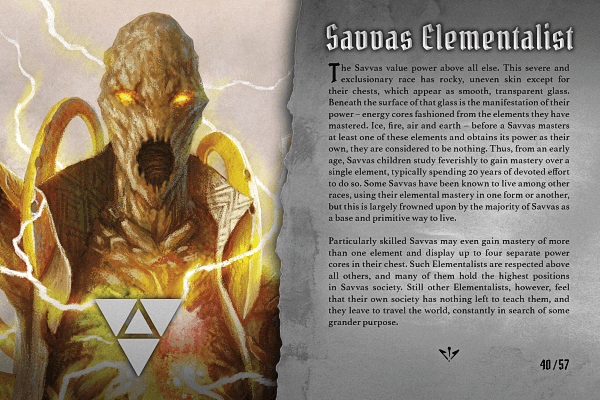 Savvas Elementalist
The Savvas value power above all else. This severe and
exclusionary race has rocky, uneven skin except for
their chests, which appear as smooth, transparent glass.
Beneath the surface of that glass is the manifestation of their
power – energy cores fashioned from the elements they have
mastered. Ice, fire, air and earth – before a Savvas masters
at least one of these elements and obtains its power as their
own, they are considered to be nothing. Thus, from an early
age, Savvas children study feverishly to gain mastery over a
single element, typically spending 20 years of devoted effort
to do so. Some Savvas have been known to live among other
races, using their elemental mastery in one form or another,
but this is largely frowned upon by the majority of Savvas as
a base and primitive way to live.
Particularly skilled Savvas may even gain mastery of more
than one element and display up to four separate power
cores in their chest. Such Elementalists are respected above
all others, and many of them hold the highest positions
in Savvas society. Still other Elementalists, however, feel
that their own society has nothing left to teach them, and
they leave to travel the world, constantly in search of some
grander purpose.
40/57